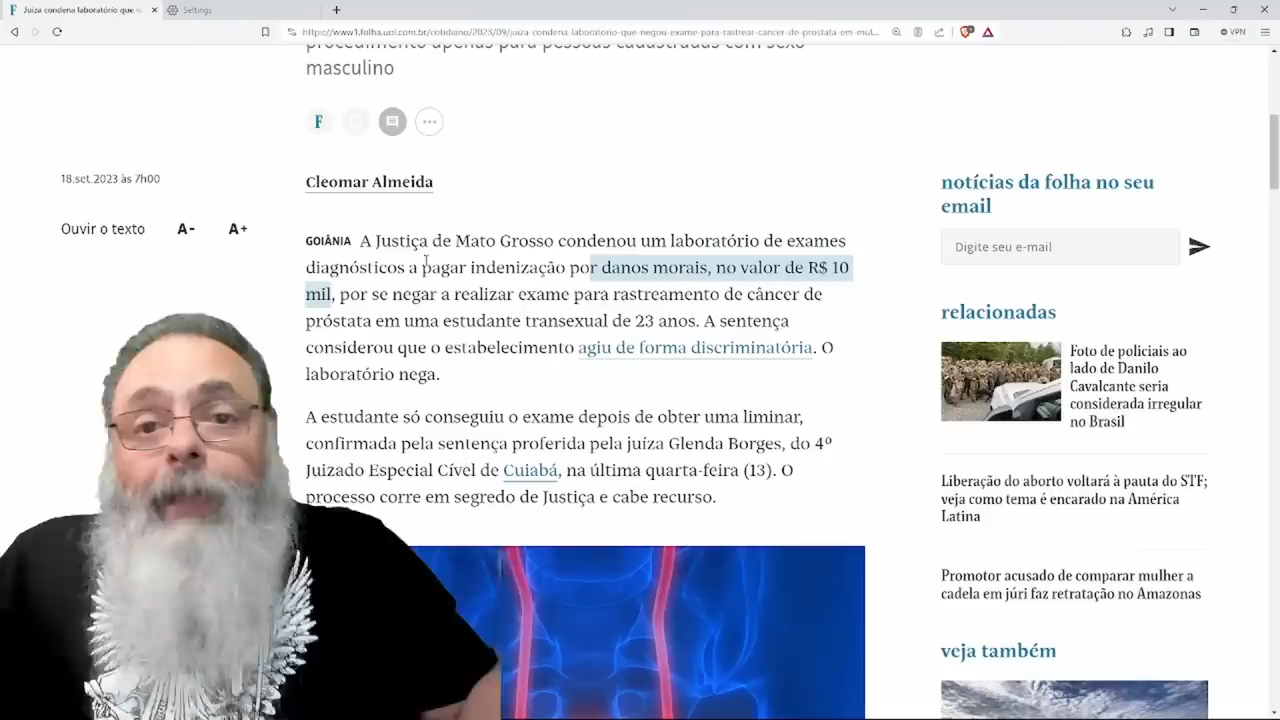 Juíza condena laboratório que n
Settings
https://www1.folha.uol.com.br/cotidiano/2023/09/juiza-condena-laboratorio-que-negou-exame-para-rastrear-cancer-de-prostata-em-mul...
VPN
procedimento apenas para pessoas cadastradas com sexo
masculino
F
18.set.2023 às 7h00
Cleomar Almeida
Ouvir o texto A- A+
GOIÂNIA A Justiça de Mato Grosso condenou um laboratório de exames
diagnósticos a pagar indenização por danos morais, no valor de R$ 10
mil, por se negar a realizar exame para rastreamento de câncer de
próstata em uma estudante transexual de 23 anos. A sentença
considerou que o estabelecimento agiu de forma discriminatória. O
laboratório nega.
A estudante só conseguiu o exame depois de obter uma liminar,
confirmada pela sentença proferida pela juíza Glenda Borges, do 4º
Juizado Especial Cível de Cuiabá, na última quarta-feira (13). O
processo corre em segredo de Justiça e cabe recurso.
notícias da folha no seu
email
Digite seu e-mail
relacionadas
Foto de policiais ao
lado de Danilo
Cavalcante seria
considerada irregular
no Brasil
Liberação do aborto voltará à pauta do STF;
veja como tema é encarado na América
Latina
Promotor acusado de comparar mulher a
cadela em júri faz retratação no Amazonas
veja também